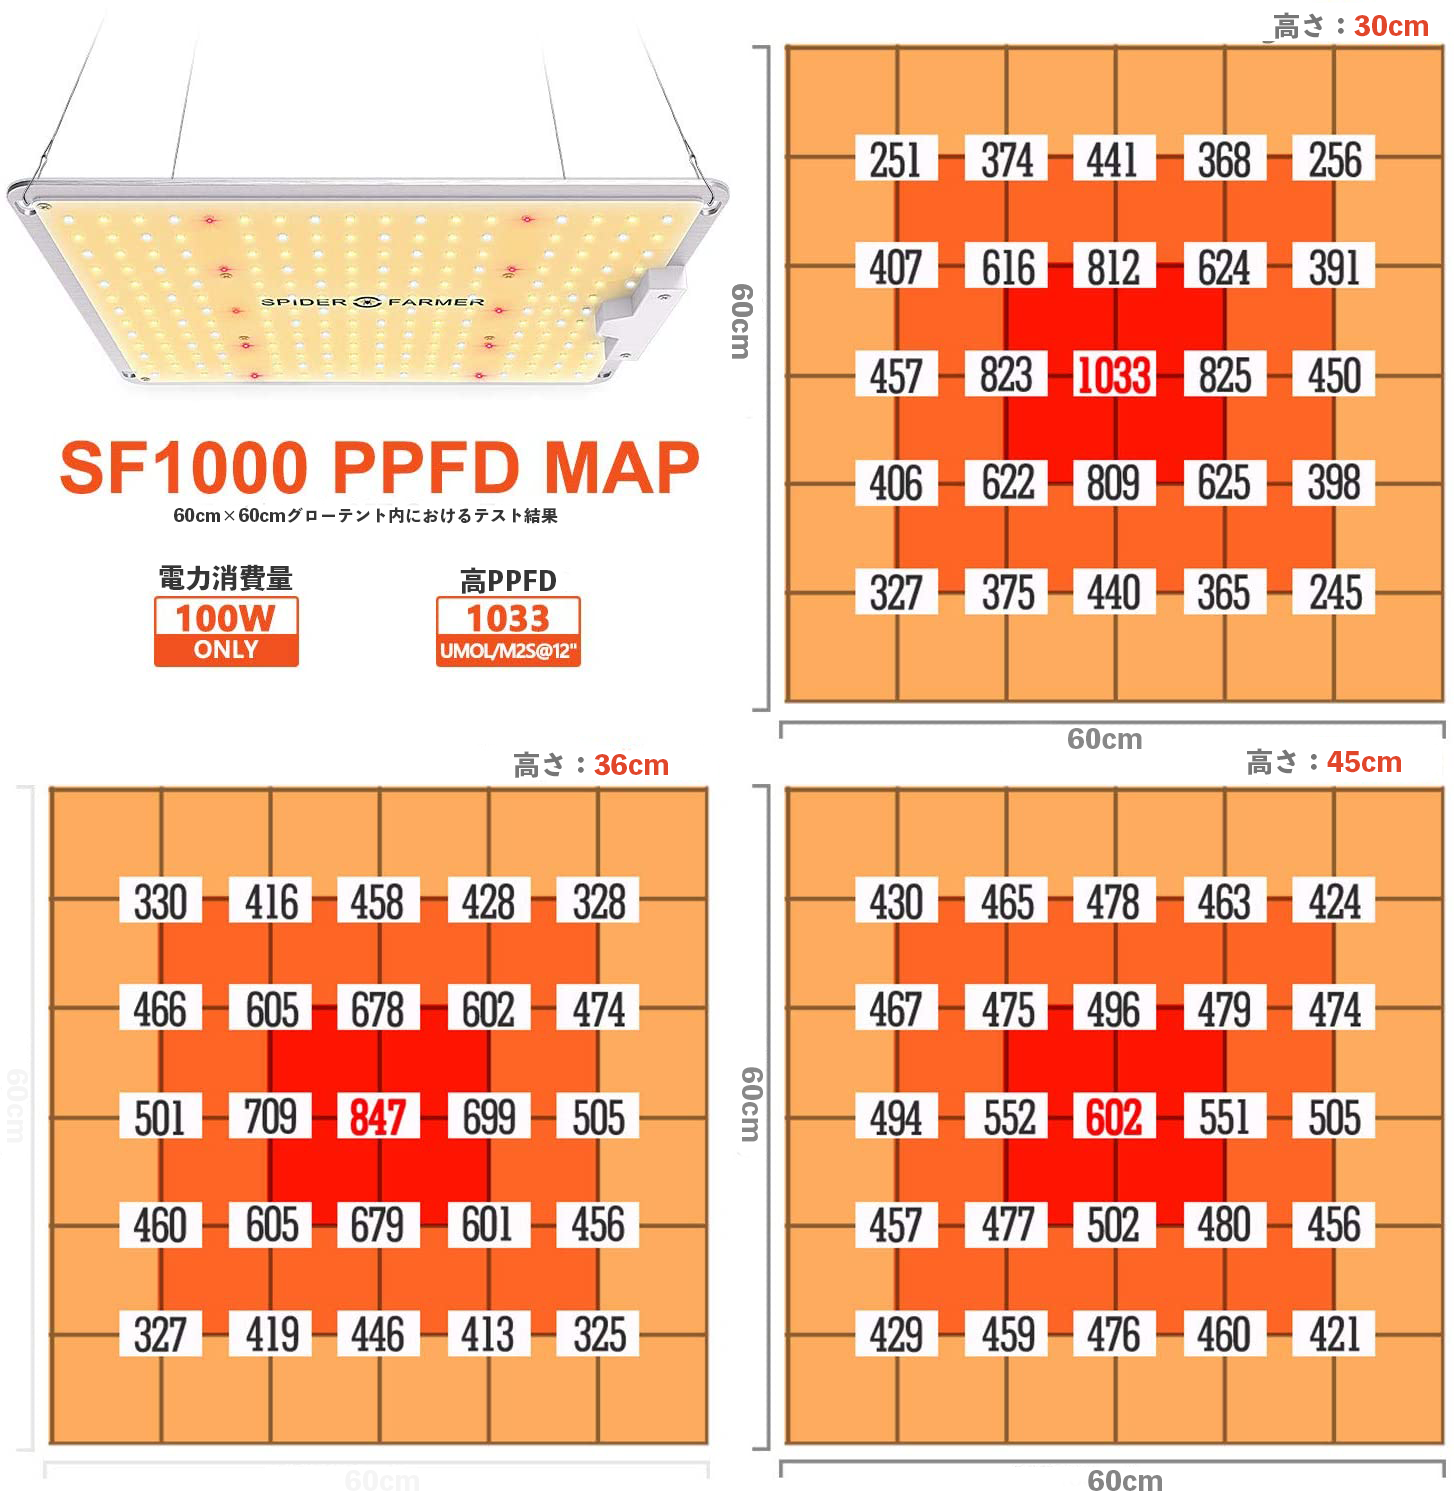 高さ：30cm
SPIDER FARMER
251 374 441 368 256
407 616 812 624 391
60cm
457 823 1033 825 450
406 622 809 625 398
327 375 440 365 245
60cm
SF1000 PPFD MAP
60cm×60cmグローテント内におけるテスト結果
電力消費量
100W
ONLY
高PPFD
1033
UMOL/M2S@12"
高さ：36cm
330 416 458 428 328
466 605 678 602 474
60cm
501 709 847 699 505
460 605 679 601 456
327 419 446 413 325
60cm
高さ：45cm
430 465 478 463 424
467 475 496 479 474
60cm
494 552 602 551 505
457 477 502 480 456
429 459 476 460 421
60cm